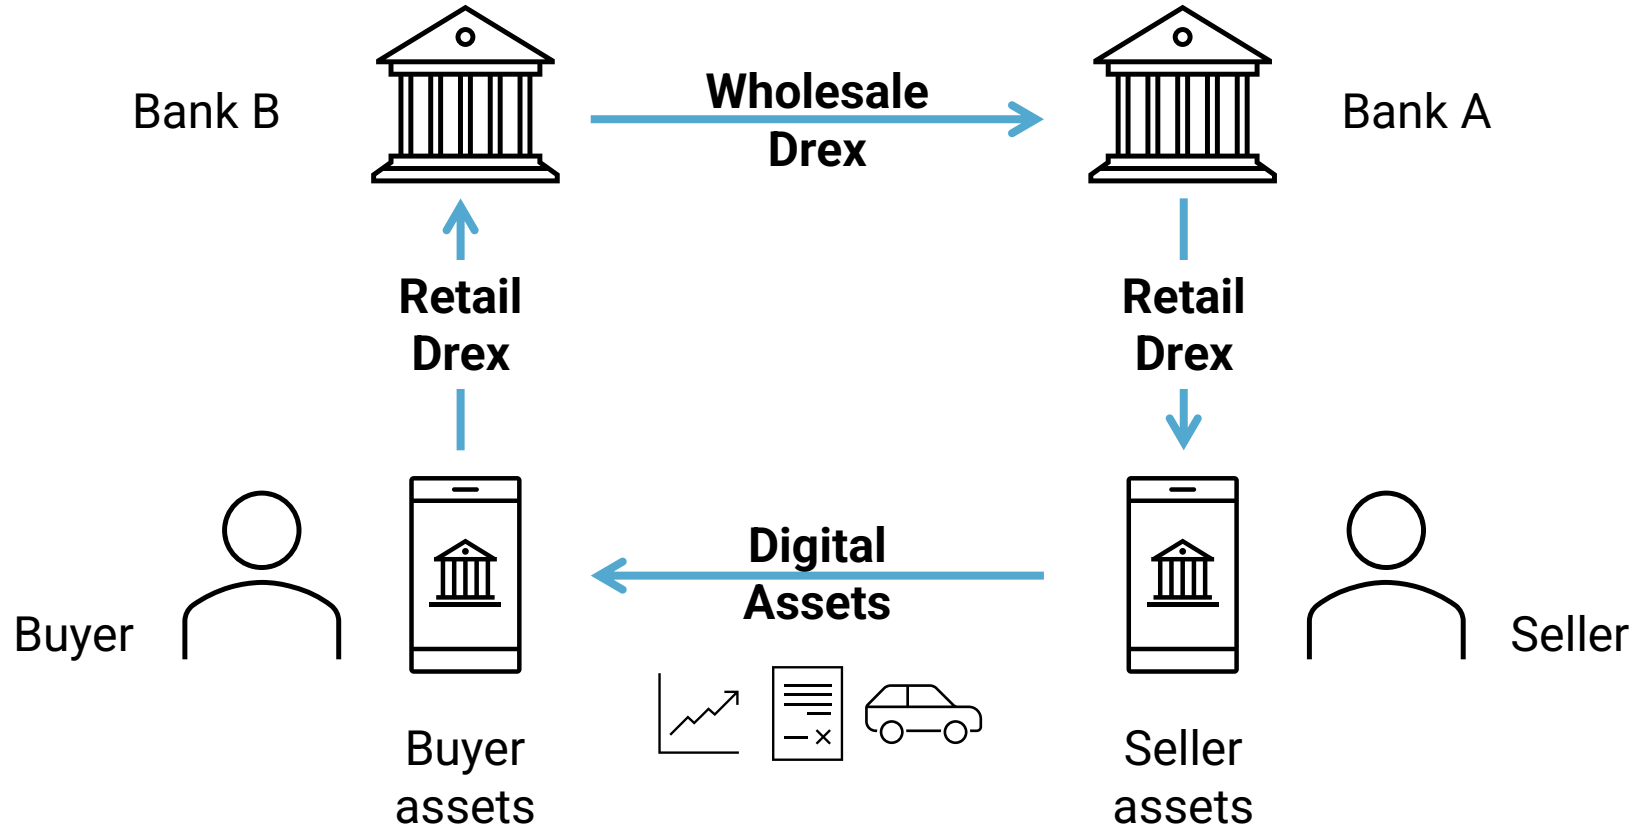 Bank B
Wholesale
Drex
Bank A
Retail
Drex
Retail
Drex
Buyer
Digital
Assets
Seller
Buyer
assets
Seller
assets